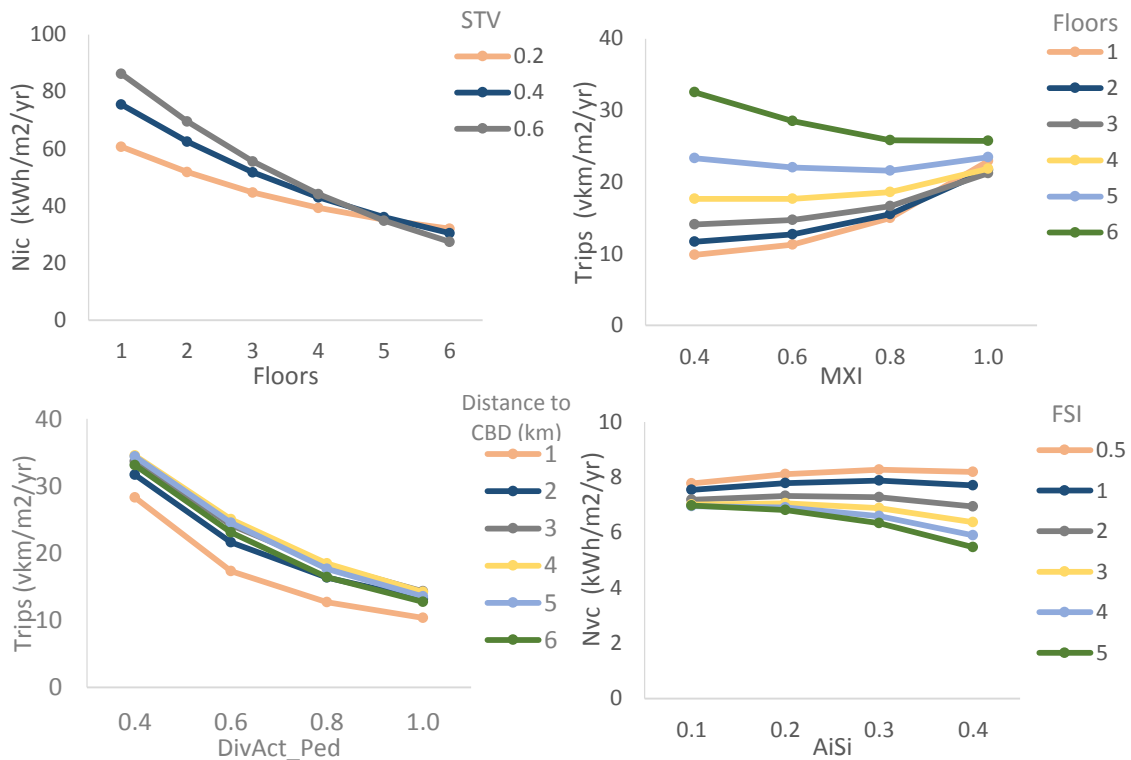 STV
0.2
0.4
0.6
100
80
60
40
20
0
Nic (kWh/m2/yr)
1 2 3 4 5 6
Floors
Floors
1
2
3
4
5
6
40
30
20
10
0
Trips (vkm/m2/yr)
0.4 0.6 0.8 1.0
MXI
Distance to
CBD (km)
1
2
3
4
5
6
40
30
20
10
0
Trips (vkm/m2/yr)
0.4 0.6 0.8 1.0
DivAct_Ped
FSI
0.5
1
2
3
4
5
10
8
6
4
2
0
Nvc (kWh/m2/yr)
0.1 0.2 0.3 0.4
AiSi